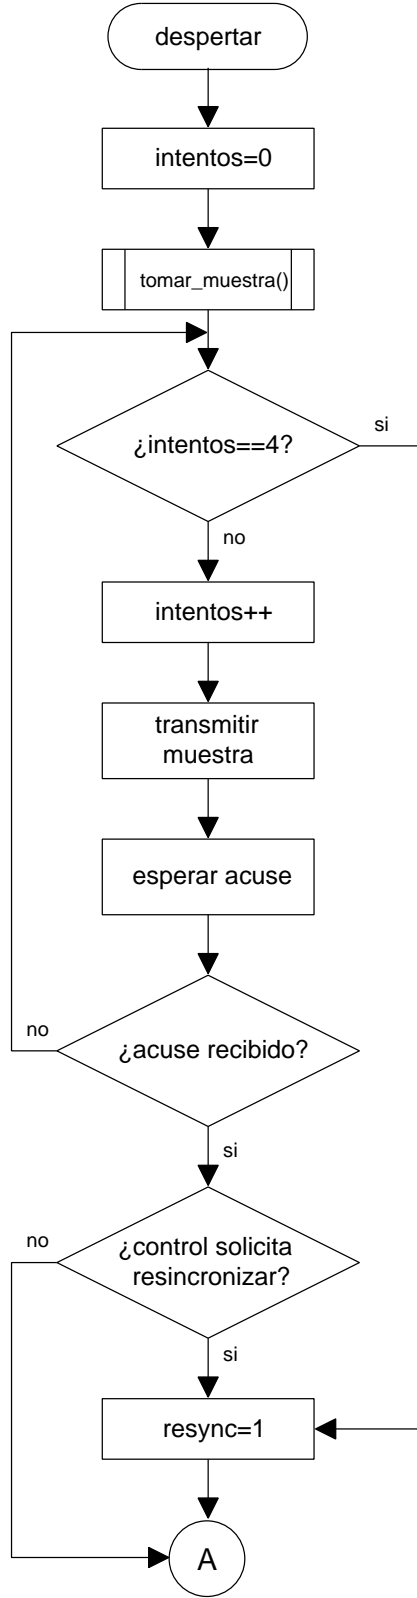 despertar
intentos=0
tomar_muestra()
¿intentos==4?
si
no
intentos++
transmitir
muestra
esperar acuse
no
¿acuse recibido?
si
no
¿control solicita
resincronizar?
si
resync=1
A